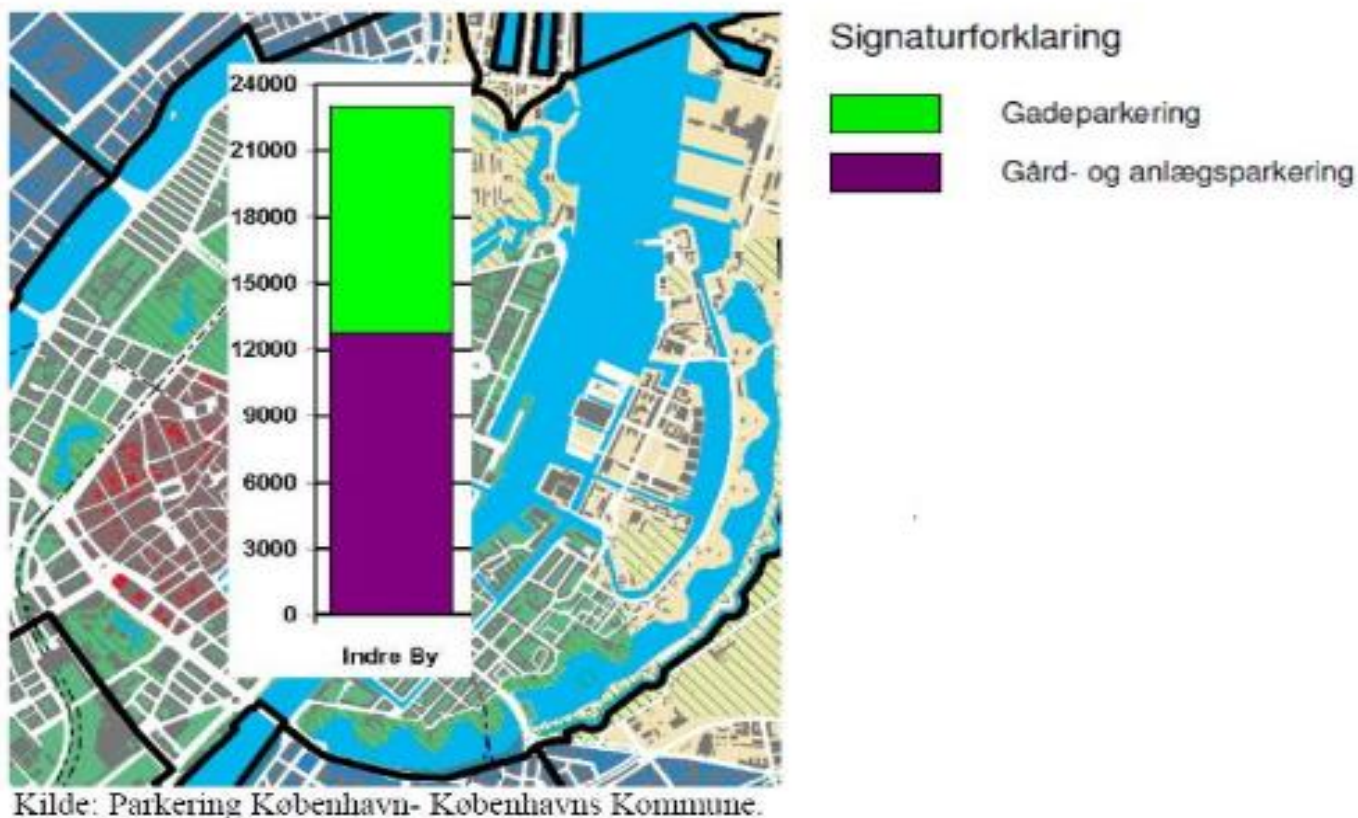 24000
21000
18000
15000
12000
9000
6000
3000
0
Indre By
Signaturforklaring
Gadeparkering
Gård- og anlægsparkering
Kilde: Parkering København- Københavns Kommune.